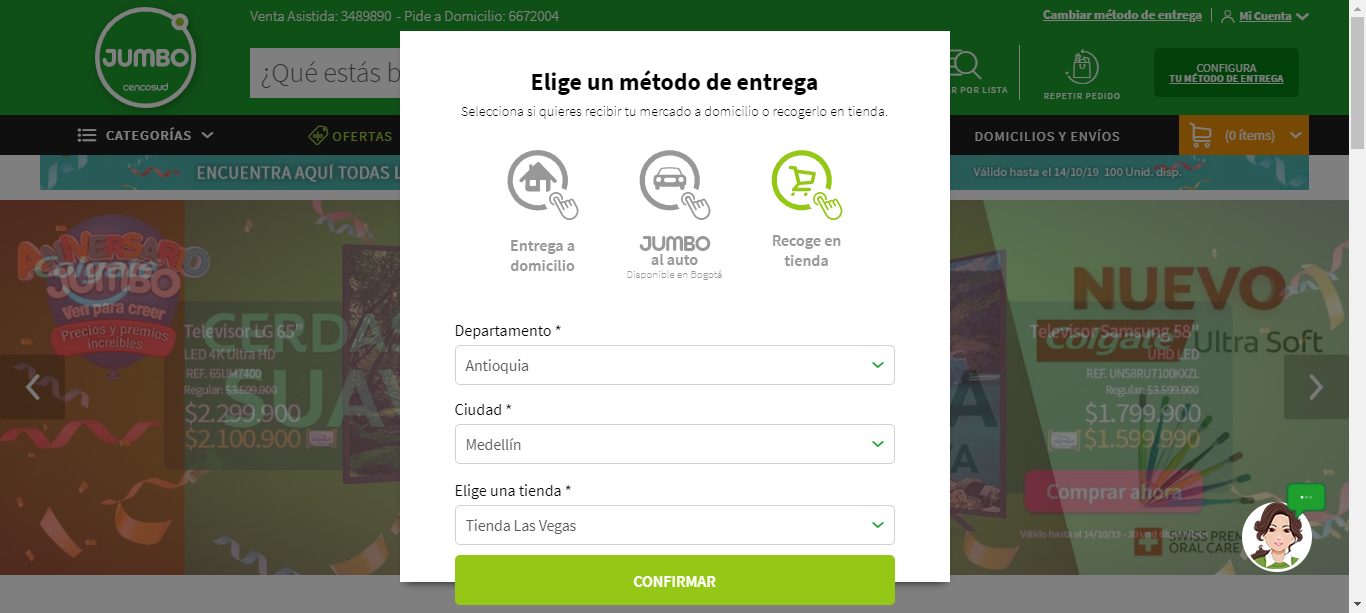 Venta Asistida: 3489890 - Pide a Domicilio: 6672004
Cambiar método de entrega
Mi Cuenta
JUMBO
cencosud
¿Qué estás b
R POR LISTA
REPETIR PEDIDO
CONFIGURA
TU MÉTODO DE ENTREGA
CATEGORÍAS
OFERTAS
DOMICILIOS Y ENVÍOS
(0 ítems)
ENCUENTRA AQUÍ TODAS L
Válido hasta el 14/10/19 100 Unid. disp.
Elige un método de entrega
Selecciona si quieres recibir tu mercado a domicilio o recogerlo en tienda.
Entrega a
domicilio
JUMBO
al auto
Disponible en Bogotá
Recoge en
tienda
Departamento *
Antioquia
Ciudad *
Medellín
Elige una tienda *
Tienda Las Vegas
CONFIRMAR
ANIVERSARIO
Colgate
JUMBO
Ven para creer
Precios y premios
increíbles
CERDAS
SUA
Televisor LG 65"
LED 4K Ultra HD
REF. 65UM7400
Regular: $3.599.900
$2.299.900
$2.100.900
NUEVO
Televisor Samsung 58"
Colgate Ultra Soft
UHD LED
REF. UN58RU7100KXZL
Regular: $3.599.900
$1.799.900
$1.599.990
Comprar ahora
Válido hasta el 14/10/19 - 30 und disponibles
SWISS PREM
ORAL CARE